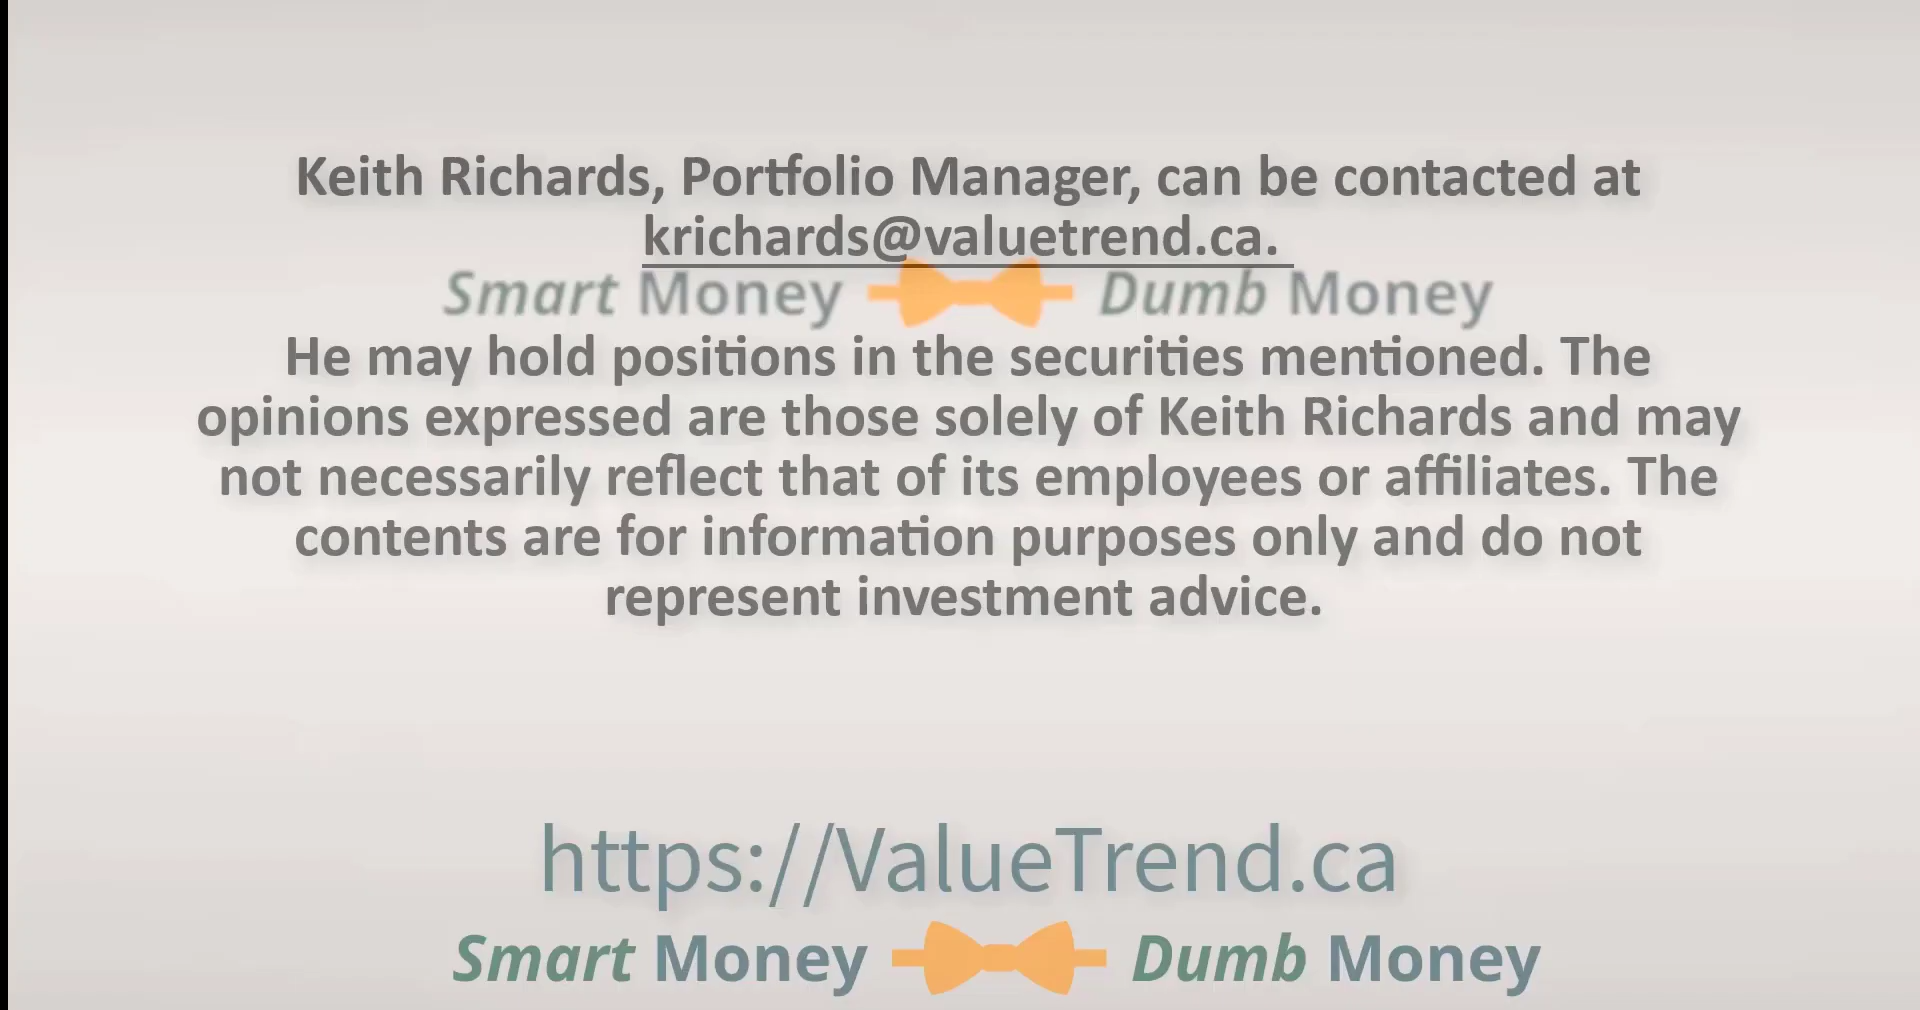 Keith Richards, Portfolio Manager, can be contacted at
krichards@valuetrend.ca.
Smart Money Dumb Money
He may hold positions in the securities mentioned. The
opinions expressed are those solely of Keith Richards and may
not necessarily reflect that of its employees or affiliates. The
contents are for information purposes only and do not
represent investment advice.
https://ValueTrend.ca
Smart Money Dumb Money